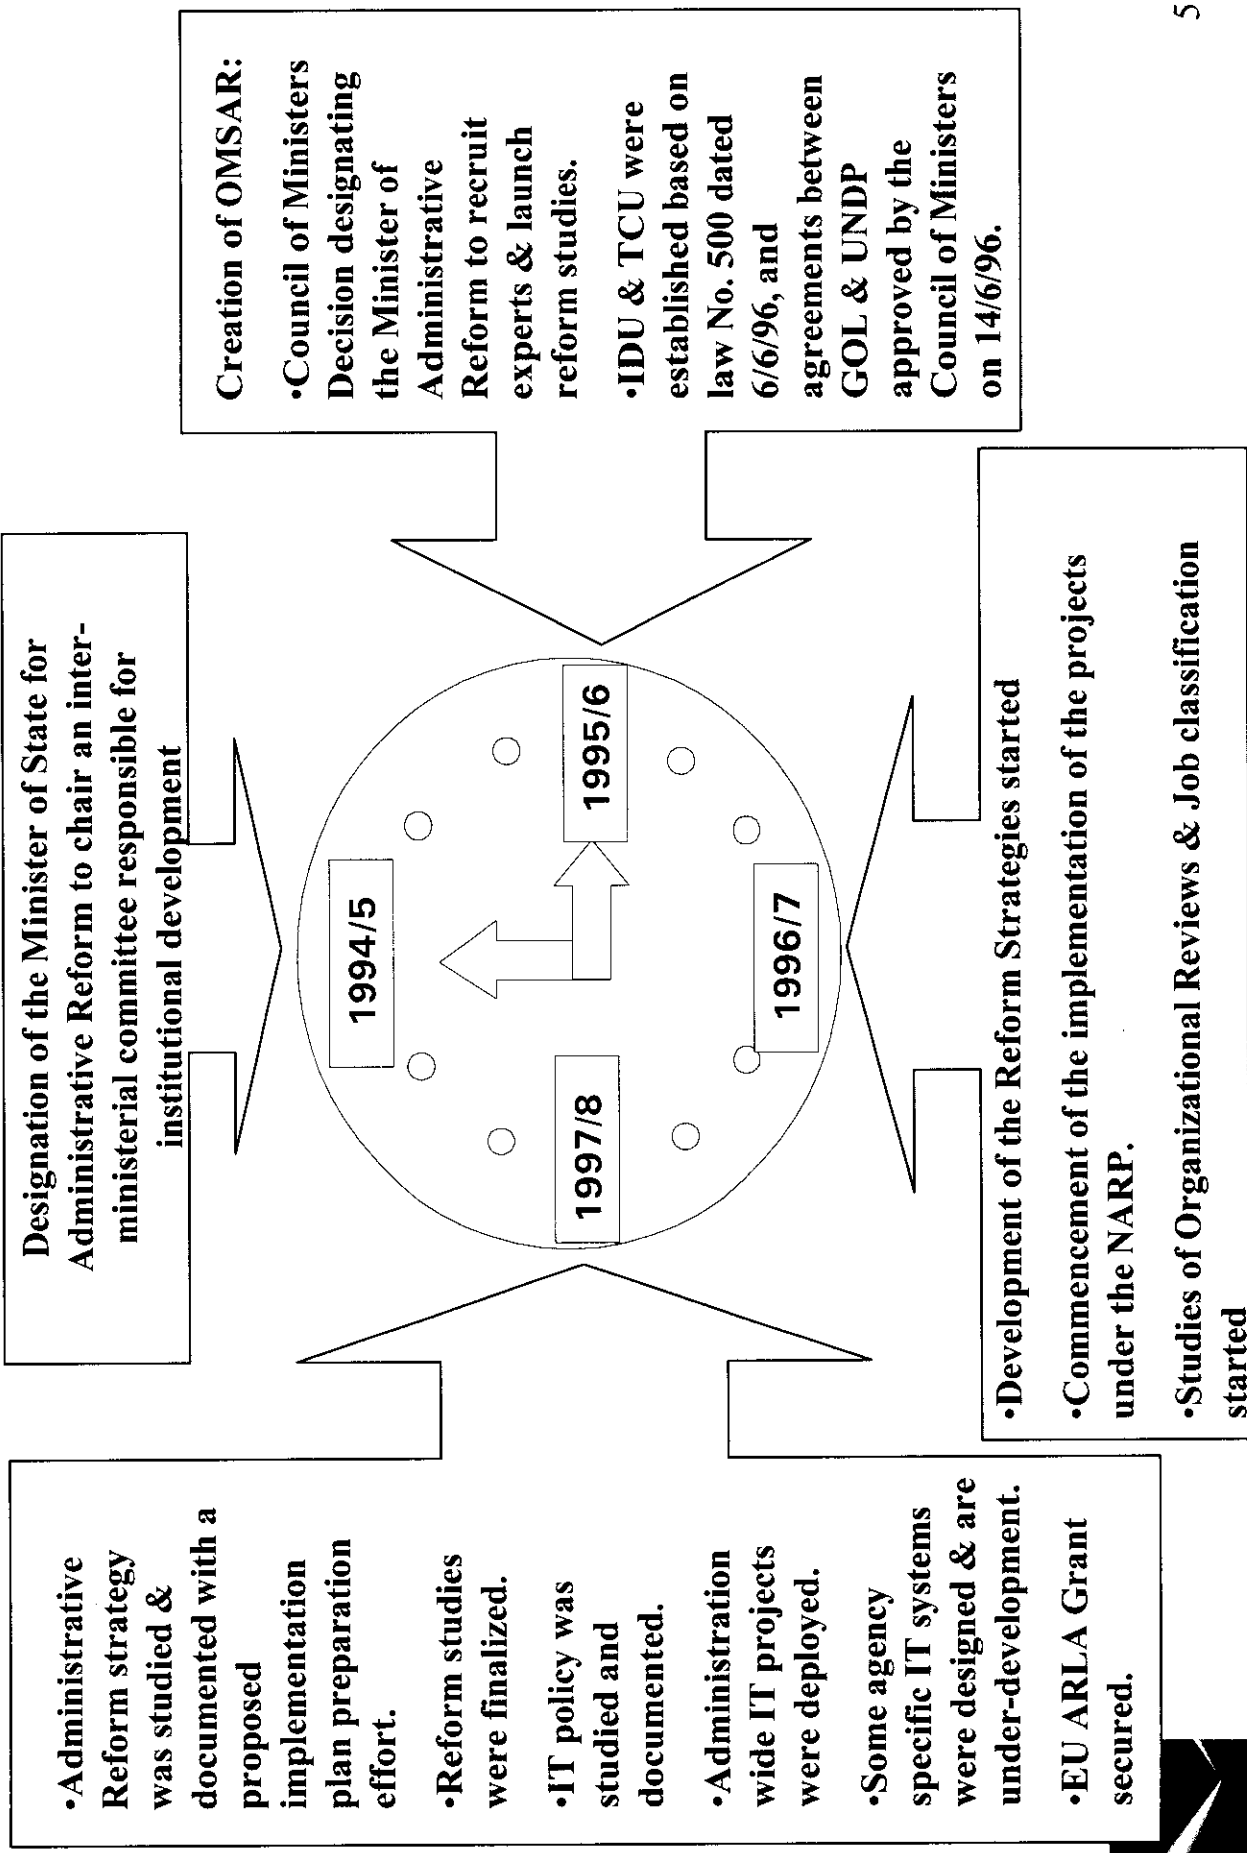 Designation of the Minister of State for
Administrative Reform to chair an inter-
ministerial committee responsible for
institutional development
Creation of OMSAR:
•Council of Ministers
Decision designating
the Minister of
Administrative
Reform to recruit
experts & launch
reform studies.
•IDU & TCU were
established based on
law No. 500 dated
6/6/96, and
agreements between
GOL & UNDP
approved by the
Council of Ministers
on 14/6/96.
1994/5
1995/6
1996/7
1997/8
•Development of the Reform Strategies started
•Commencement of the implementation of the projects
under the NARP.
•Studies of Organizational Reviews & Job classification
started
•Administrative
Reform strategy
was studied &
documented with a
proposed
implementation
plan preparation
effort.
•Reform studies
were finalized.
•IT policy was
studied and
documented.
•Administration
wide IT projects
were deployed.
•Some agency
specific IT systems
were designed & are
under-development.
•EU ARLA Grant
secured.
5